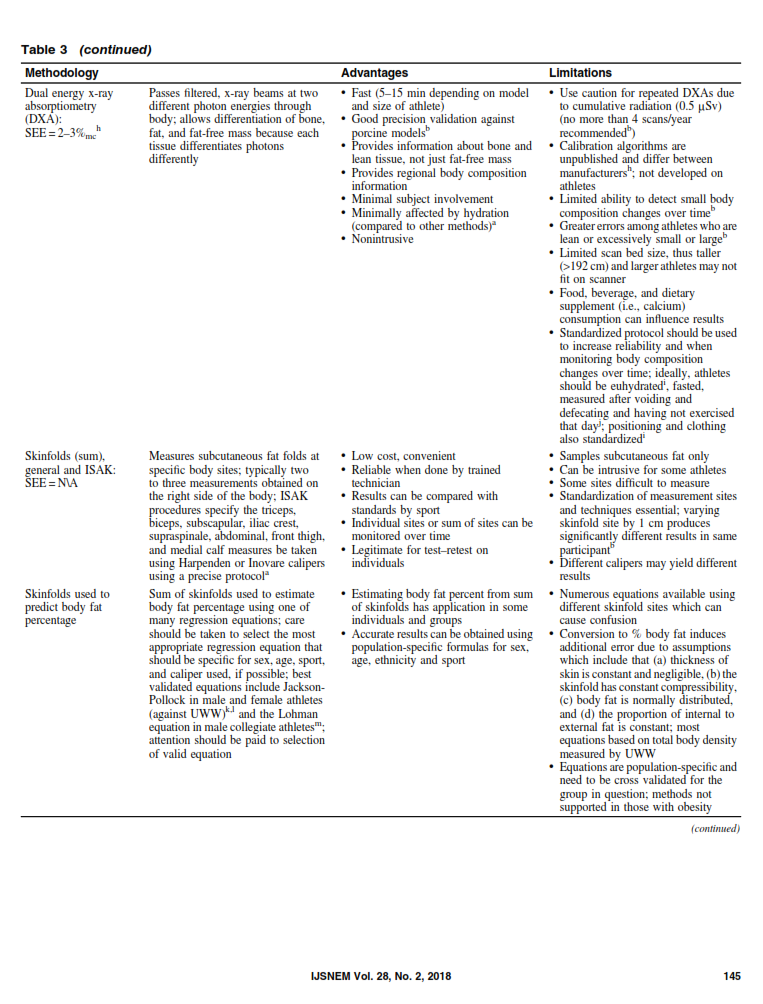 Table 3 (continued)
Methodology Advantages Limitations
Dual energy x-ray
absorptiometry
(DXA):
SEE = 2–3%mc^h
Passes filtered, x-ray beams at two
different photon energies through
body; allows differentiation of bone,
fat, and fat-free mass because each
tissue differentiates photons
differently
• Fast (5–15 min depending on model
and size of athlete)
• Good precision validation against
porcine models^b
• Provides information about bone and
lean tissue, not just fat-free mass
• Provides regional body composition
information
• Minimal subject involvement
• Minimally affected by hydration
(compared to other methods)^a
• Nonintrusive
• Use caution for repeated DXAs due
to cumulative radiation (0.5 μSv)
(no more than 4 scans/year
recommended^b)
• Calibration algorithms are
unpublished and differ between
manufacturers^h; not developed on
athletes
• Limited ability to detect small body
composition changes over time^b
• Greater errors among athletes who are
lean or excessively small or large^b
• Limited scan bed size, thus taller
(>192 cm) and larger athletes may not
fit on scanner
• Food, beverage, and dietary
supplement (i.e., calcium)
consumption can influence results
• Standardized protocol should be used
to increase reliability and when
monitoring body composition
changes over time; ideally, athletes
should be euhydrated^i, fasted,
measured after voiding and
defecating and having not exercised
that day^j; positioning and clothing
also standardized^i
Skinfolds (sum),
general and ISAK:
SEE = N\A
Measures subcutaneous fat folds at
specific body sites; typically two
to three measurements obtained on
the right side of the body; ISAK
procedures specify the triceps,
biceps, subscapular, iliac crest,
supraspinale, abdominal, front thigh,
and medial calf measures be taken
using Harpenden or Inovare calipers
using a precise protocol^a
• Low cost, convenient
• Reliable when done by trained
technician
• Results can be compared with
standards by sport
• Individual sites or sum of sites can be
monitored over time
• Legitimate for test–retest on
individuals
• Samples subcutaneous fat only
• Can be intrusive for some athletes
• Some sites difficult to measure
• Standardization of measurement sites
and techniques essential; varying
skinfold site by 1 cm produces
significantly different results in same
participant^b
• Different calipers may yield different
results
Skinfolds used to
predict body fat
percentage
Sum of skinfolds used to estimate
body fat percentage using one of
many regression equations; care
should be taken to select the most
appropriate regression equation that
should be specific for sex, age, sport,
and caliper used, if possible; best
validated equations include Jackson-
Pollock in male and female athletes
(against UWW)^k,l and the Lohman
equation in male collegiate athletes^m;
attention should be paid to selection
of valid equation
• Estimating body fat percent from sum
of skinfolds has application in some
individuals and groups
• Accurate results can be obtained using
population-specific formulas for sex,
age, ethnicity and sport
• Numerous equations available using
different skinfold sites which can
cause confusion
• Conversion to % body fat induces
additional error due to assumptions
which include that (a) thickness of
skin is constant and negligible, (b) the
skinfold has constant compressibility,
(c) body fat is normally distributed,
and (d) the proportion of internal to
external fat is constant; most
equations based on total body density
measured by UWW
• Equations are population-specific and
need to be cross validated for the
group in question; methods not
supported in those with obesity
(continued)
IJSNEM Vol. 28, No. 2, 2018
145